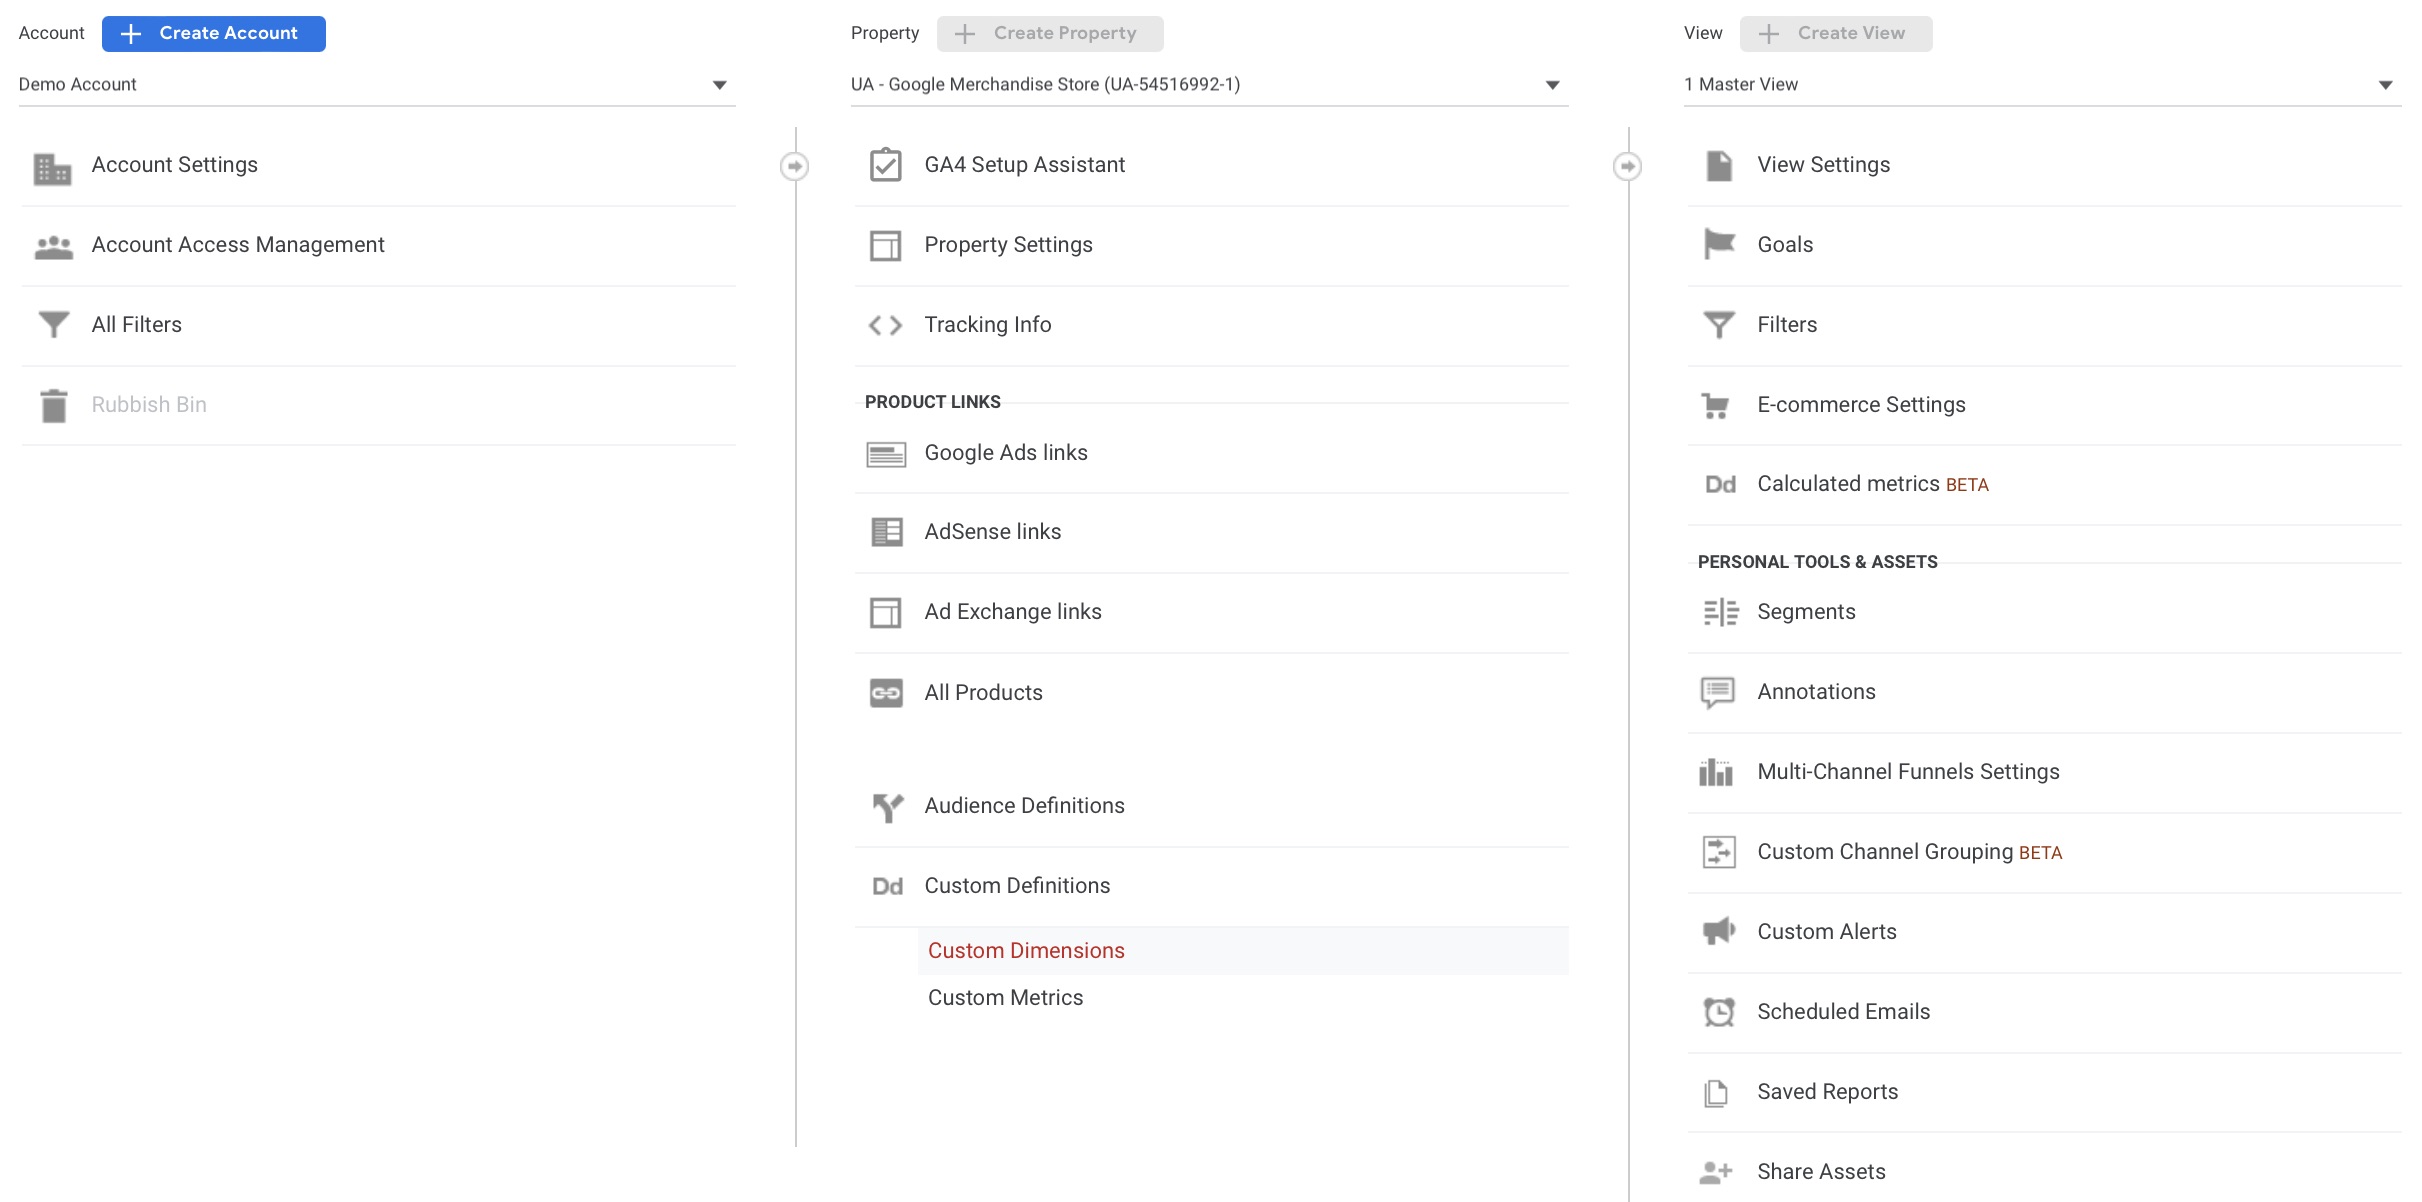 Account
Create Account
Demo Account
Account Settings
Account Access Management
All Filters
Rubbish Bin
Property
Create Property
UA - Google Merchandise Store (UA-54516992-1)
GA4 Setup Assistant
Property Settings
Tracking Info
PRODUCT LINKS
Google Ads links
AdSense links
Ad Exchange links
All Products
Audience Definitions
Dd Custom Definitions
Custom Dimensions
Custom Metrics
View
Create View
1 Master View
View Settings
Goals
Filters
E-commerce Settings
Dd Calculated metrics BETA
PERSONAL TOOLS & ASSETS
Segments
Annotations
Multi-Channel Funnels Settings
Custom Channel Grouping BETA
Custom Alerts
Scheduled Emails
Saved Reports
Share Assets